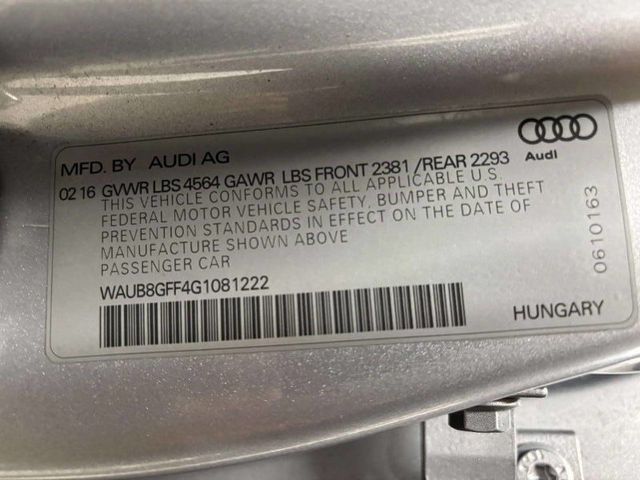 MFD. BY AUDI AG
Audi
02 16 GVWR LBS 4564 GAWR LBS FRONT 2381 / REAR 2293
THIS VEHICLE CONFORMS TO ALL APPLICABLE U.S.
FEDERAL MOTOR VEHICLE SAFETY, BUMPER AND THEFT
PREVENTION STANDARDS IN EFFECT ON THE DATE OF
MANUFACTURE SHOWN ABOVE
PASSENGER CAR
WAUB8GFF4G1081222
HUNGARY
0610163